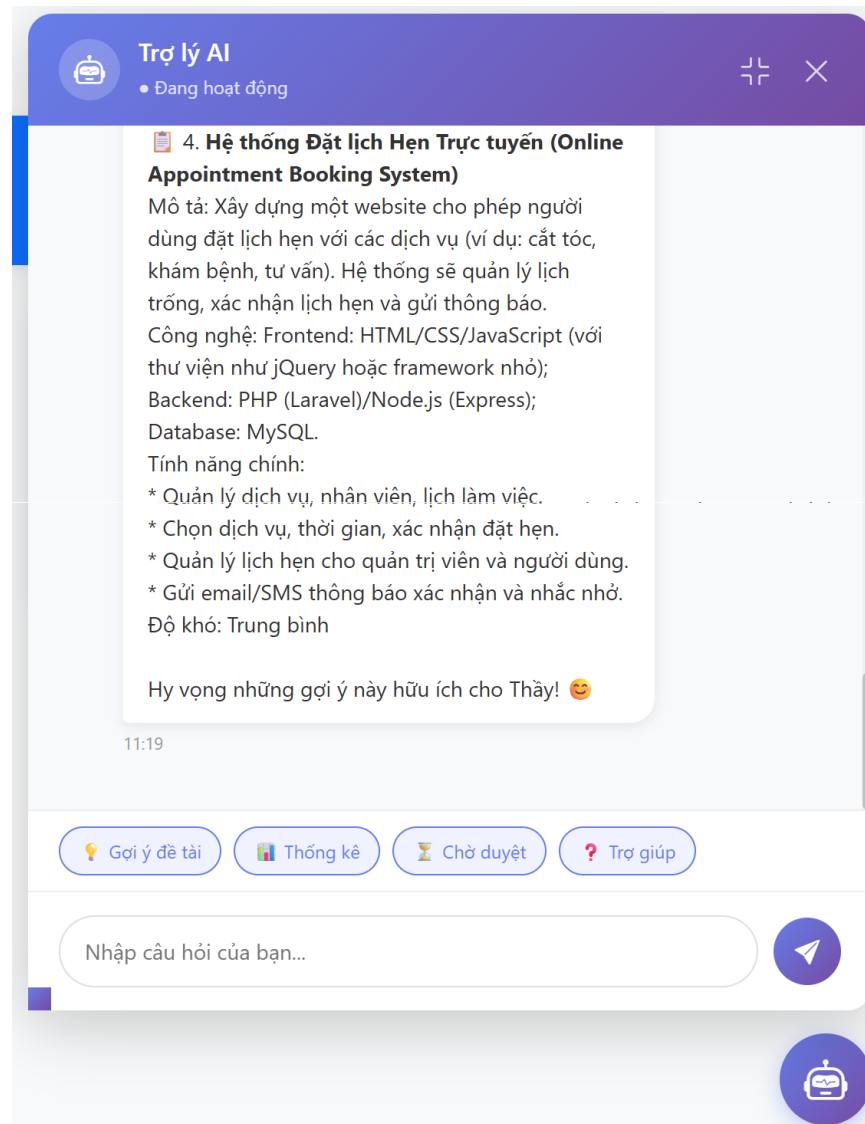 Trợ lý AI
Đang hoạt động
4. Hệ thống Đặt lịch Hẹn Trực tuyến (Online
Appointment Booking System)
Mô tả: Xây dựng một website cho phép người
dùng đặt lịch hẹn với các dịch vụ (ví dụ: cắt tóc,
khám bệnh, tư vấn). Hệ thống sẽ quản lý lịch
trống, xác nhận lịch hẹn và gửi thông báo.
Công nghệ: Frontend: HTML/CSS/JavaScript (với
thư viện như jQuery hoặc framework nhỏ);
Backend: PHP (Laravel)/Node.js (Express);
Database: MySQL.
Tính năng chính:
* Quản lý dịch vụ, nhân viên, lịch làm việc.
* Chọn dịch vụ, thời gian, xác nhận đặt hẹn.
* Quản lý lịch hẹn cho quản trị viên và người dùng.
* Gửi email/SMS thông báo xác nhận và nhắc nhở.
Độ khó: Trung bình
Hy vọng những gợi ý này hữu ích cho Thầy! 😊
11:19
Gợi ý đề tài
Thống kê
Chờ duyệt
Trợ giúp
Nhập câu hỏi của bạn...